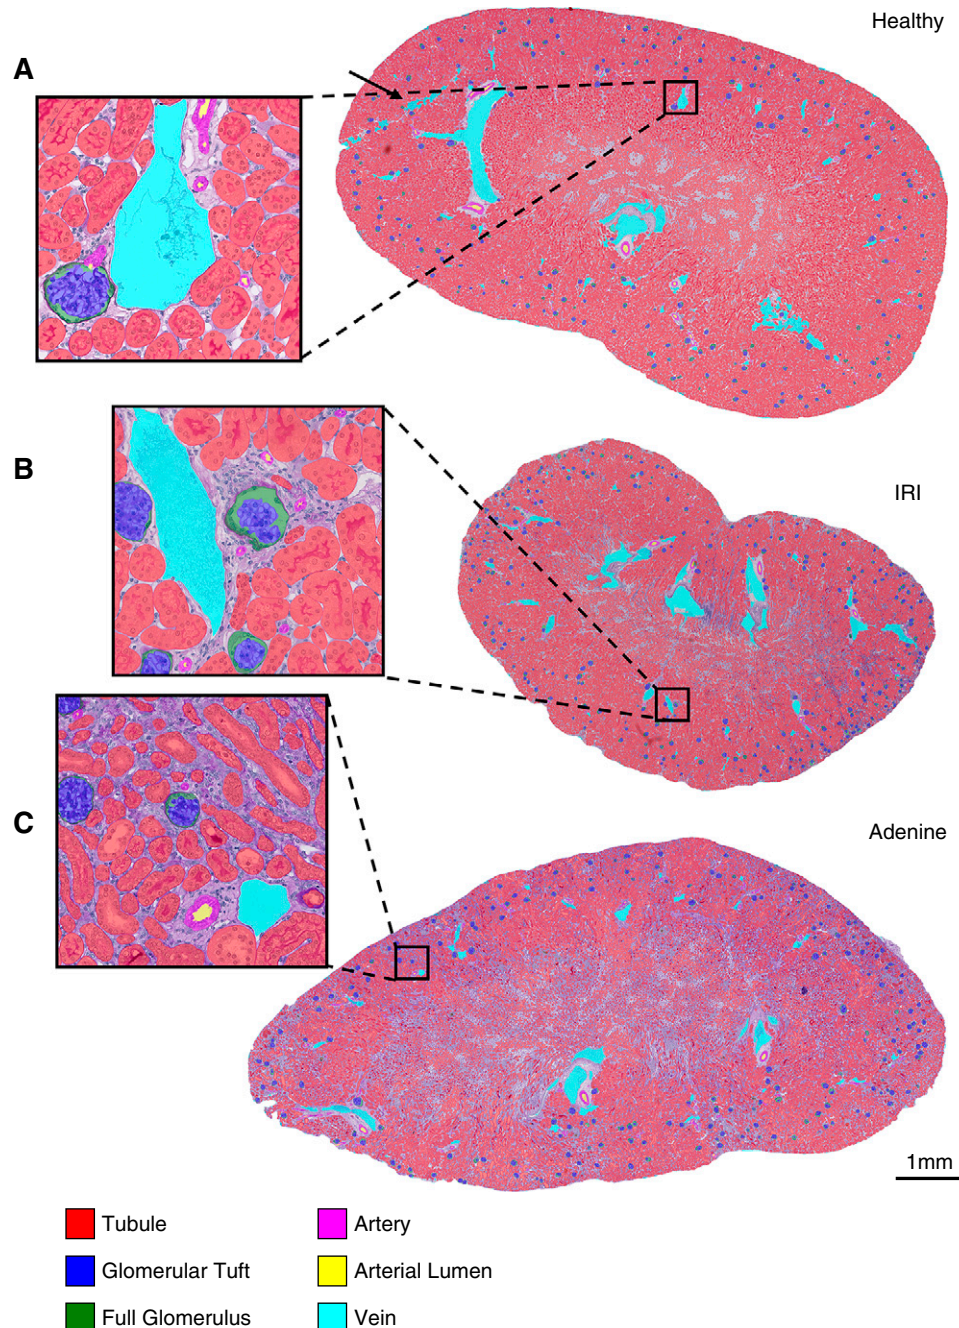 Healthy
A
B
IRI
C
Adenine
1mm
Tubule
Artery
Glomerular Tuft
Arterial Lumen
Full Glomerulus
Vein